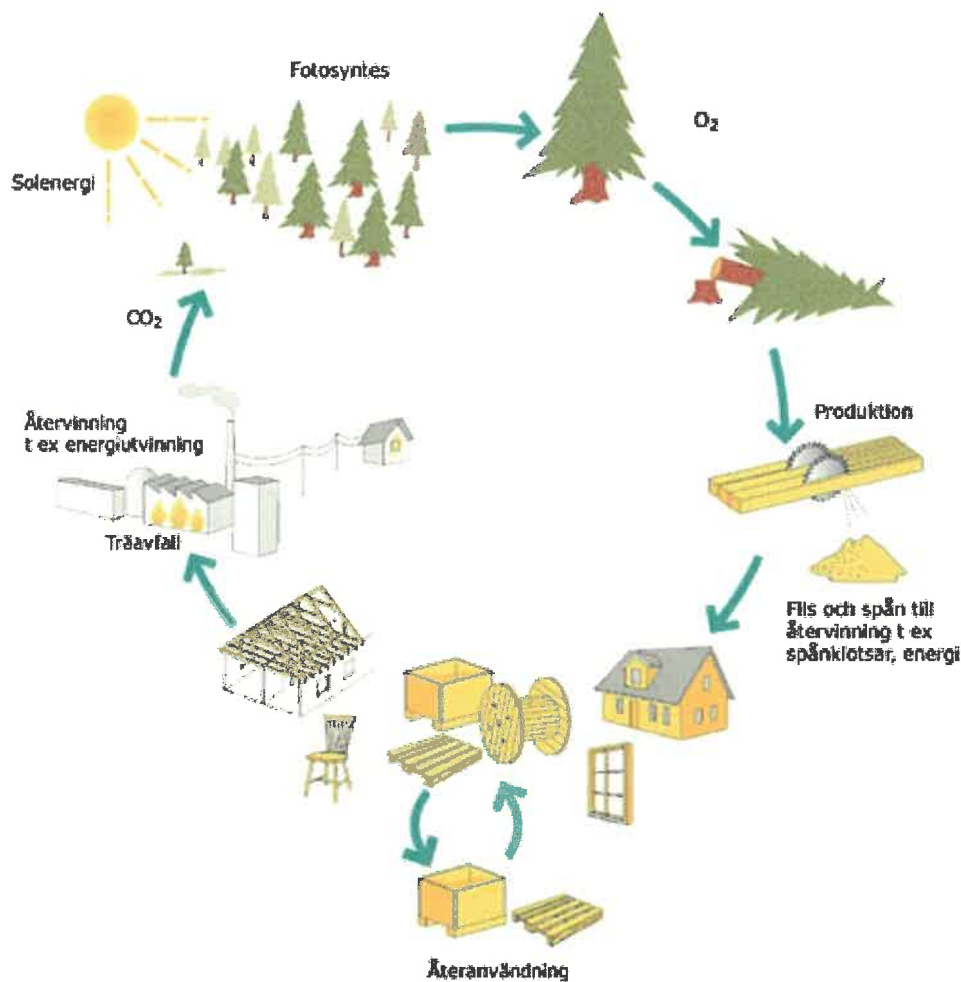 Fotosyntes
O₂
Solenergi
CO₂
Produktion
Återvinning
t ex energiutvinning
Träavfall
Flis och spån till
återvinning t ex
spånklotsar, energi
Återanvändning